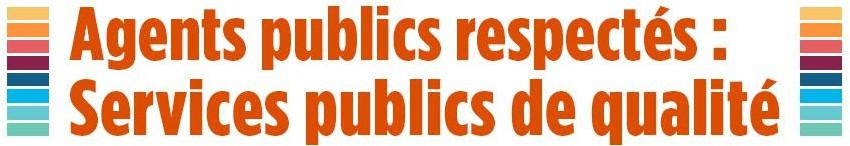 Agents publics respectés :
Services publics de qualité